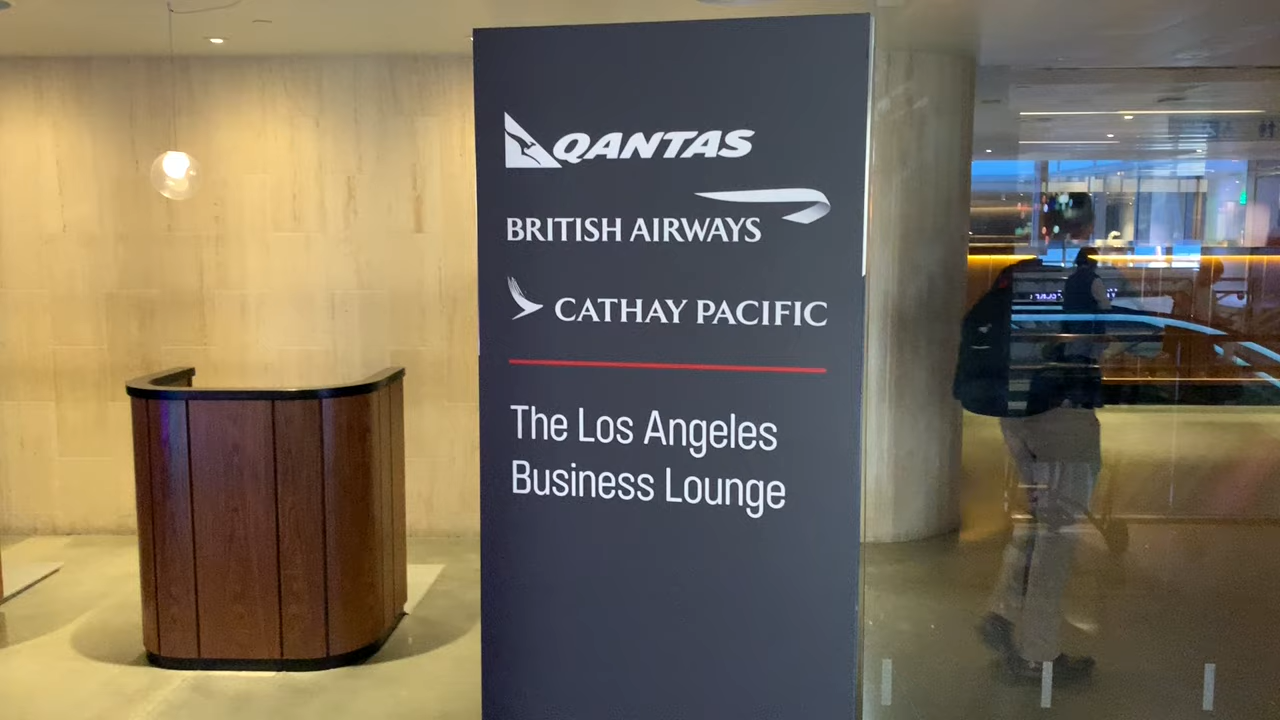 QANTAS
BRITISH AIRWAYS
CATHAY PACIFIC
The Los Angeles
Business Lounge